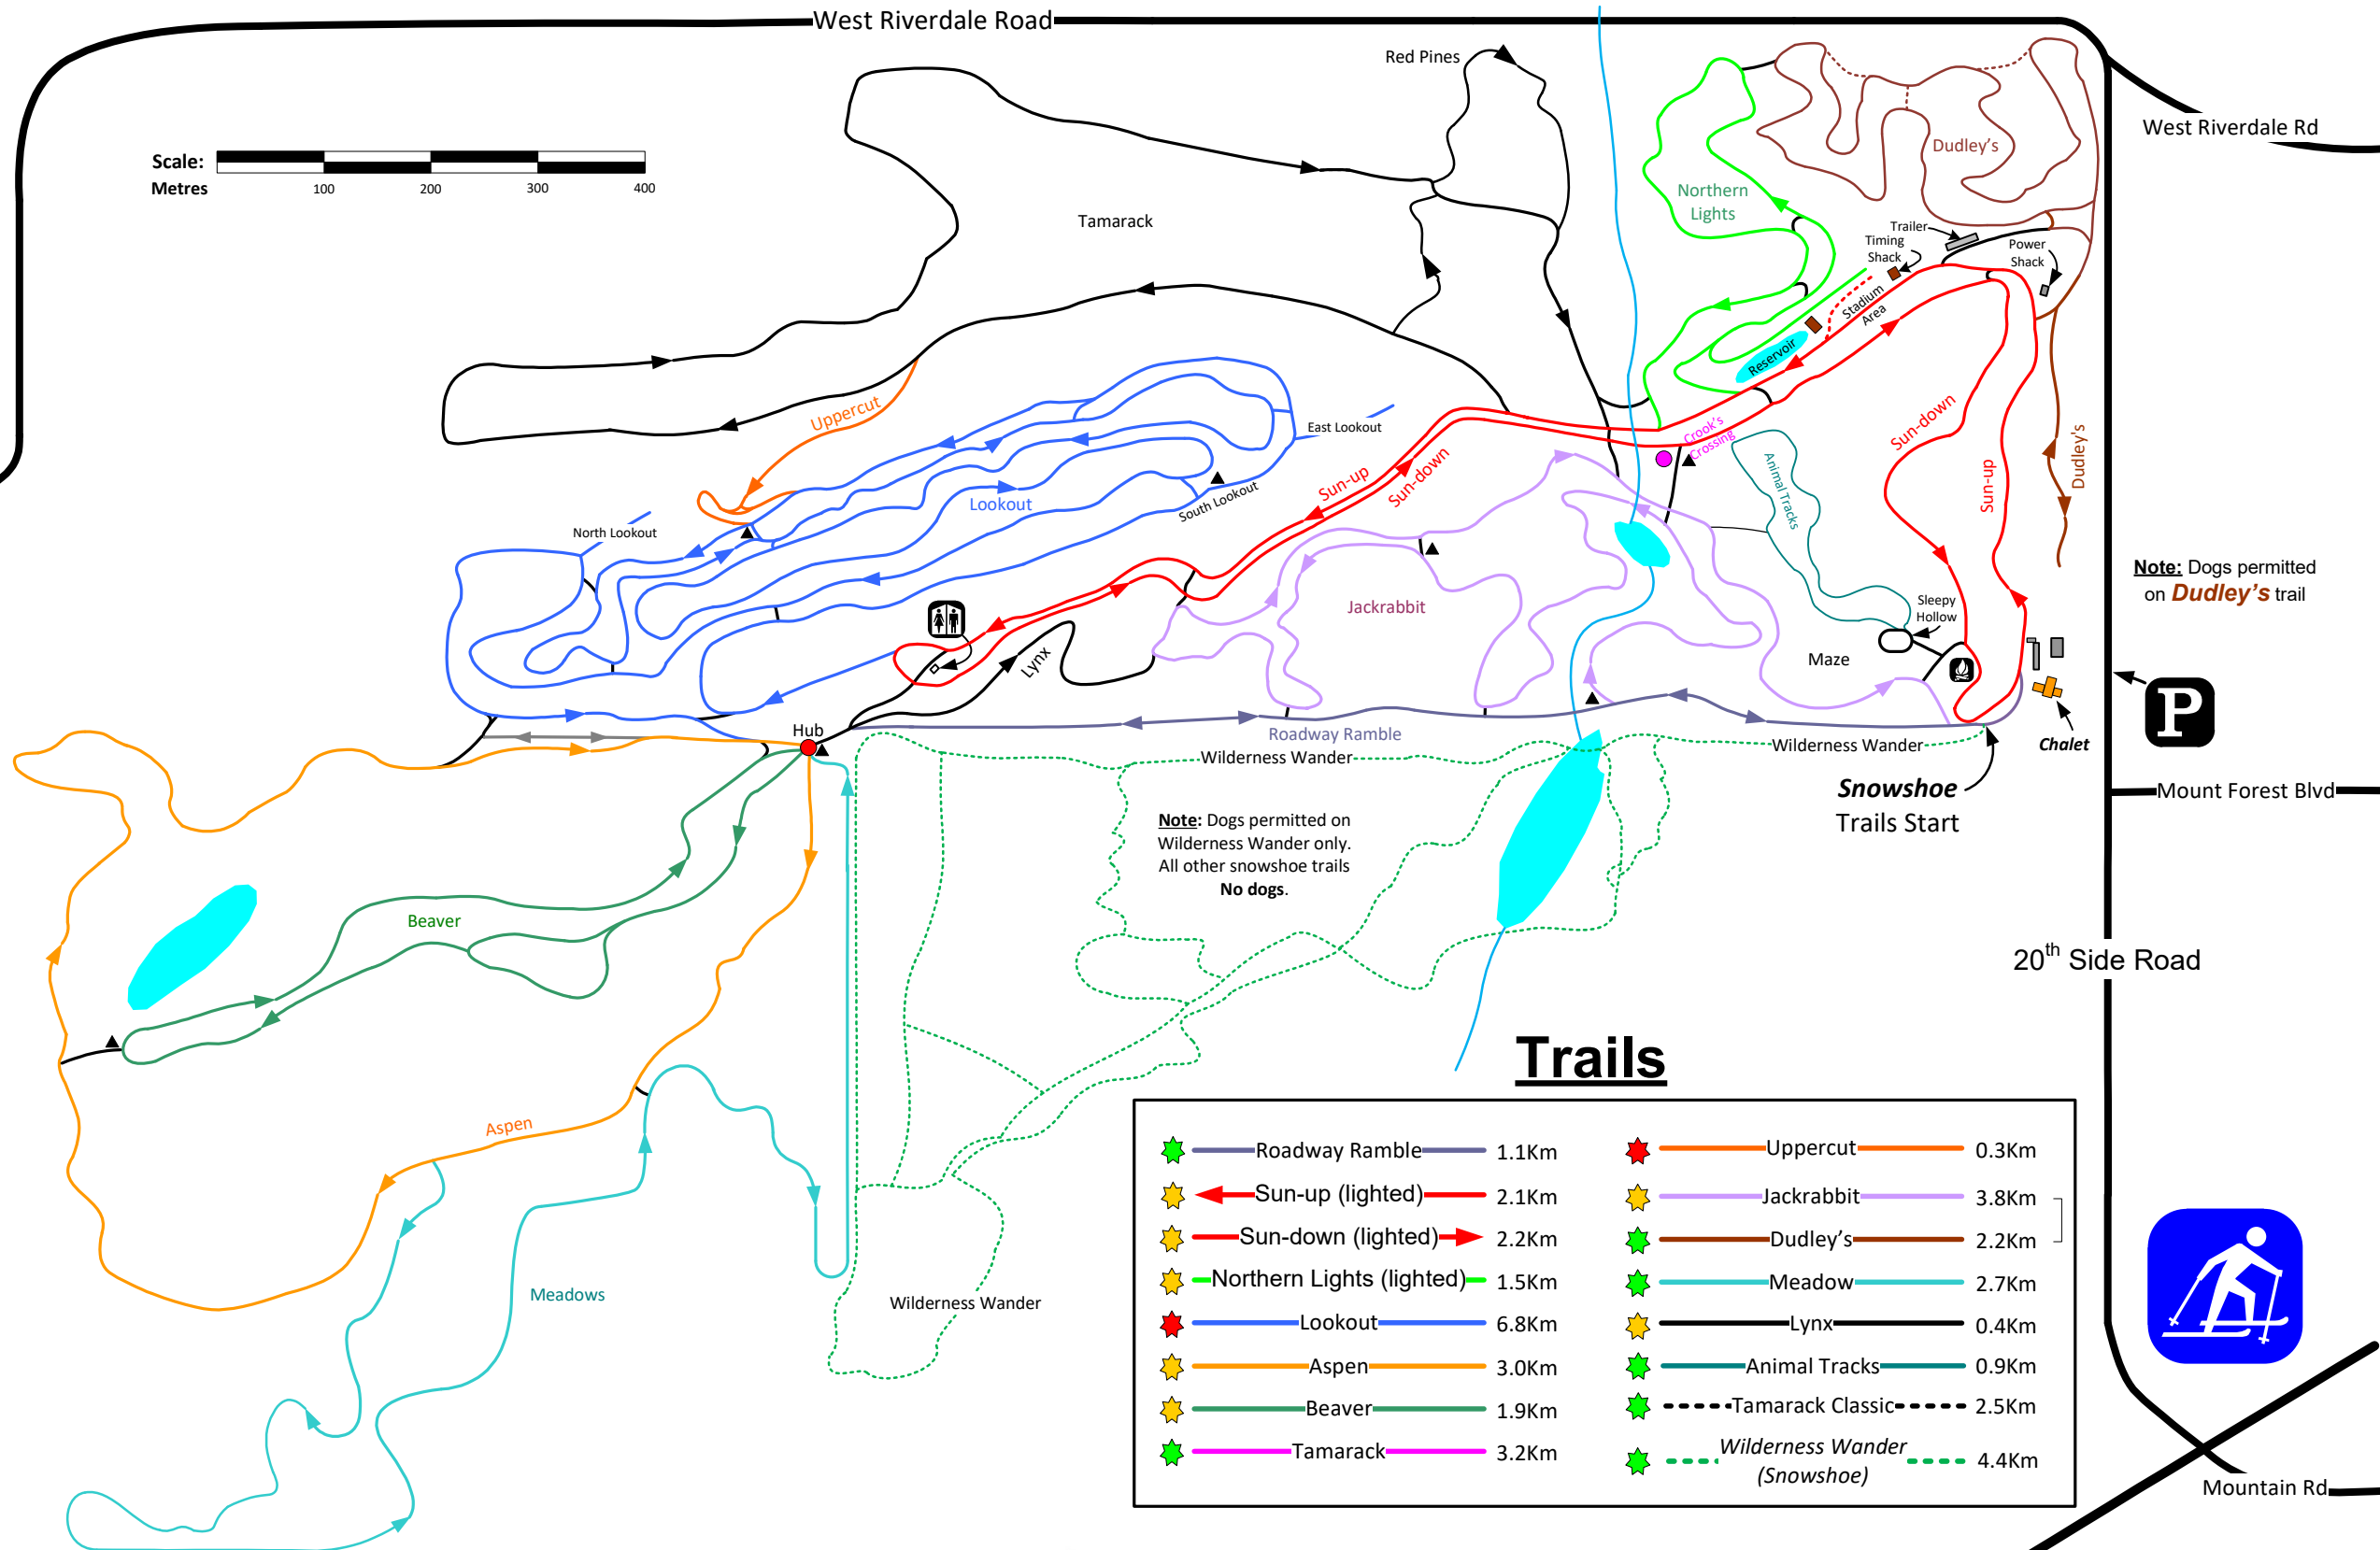 West Riverdale Road
Red Pines
West Riverdale Rd
Scale:
Metres
100
200
300
400
Dudley's
Northern
Lights
Tamarack
Trailer
Timing
Shack
Power
Shack
Stadium
Area
Reservoir
Uppercut
East Lookout
Crook's
Crossing
Sun-down
Sun-up
Dudley's
Animal Tracks
Sun-up
Sun-down
Lookout
South Lookout
North Lookout
Note: Dogs permitted
on Dudley's trail
Sleepy
Hollow
Jackrabbit
Lynx
Maze
P
Hub
Roadway Ramble
Wilderness Wander
Wilderness Wander
Chalet
Snowshoe
Trails Start
Mount Forest Blvd
Note: Dogs permitted on
Wilderness Wander only.
All other snowshoe trails
No dogs.
Beaver
20th Side Road
Aspen
Meadows
Wilderness Wander
Trails
Roadway Ramble 1.1Km
Sun-up (lighted) 2.1Km
Sun-down (lighted) 2.2Km
Northern Lights (lighted) 1.5Km
Lookout 6.8Km
Aspen 3.0Km
Beaver 1.9Km
Tamarack 3.2Km
Uppercut 0.3Km
Jackrabbit 3.8Km
Dudley's 2.2Km
Meadow 2.7Km
Lynx 0.4Km
Animal Tracks 0.9Km
Tamarack Classic 2.5Km
Wilderness Wander
(Snowshoe) 4.4Km
Mountain Rd